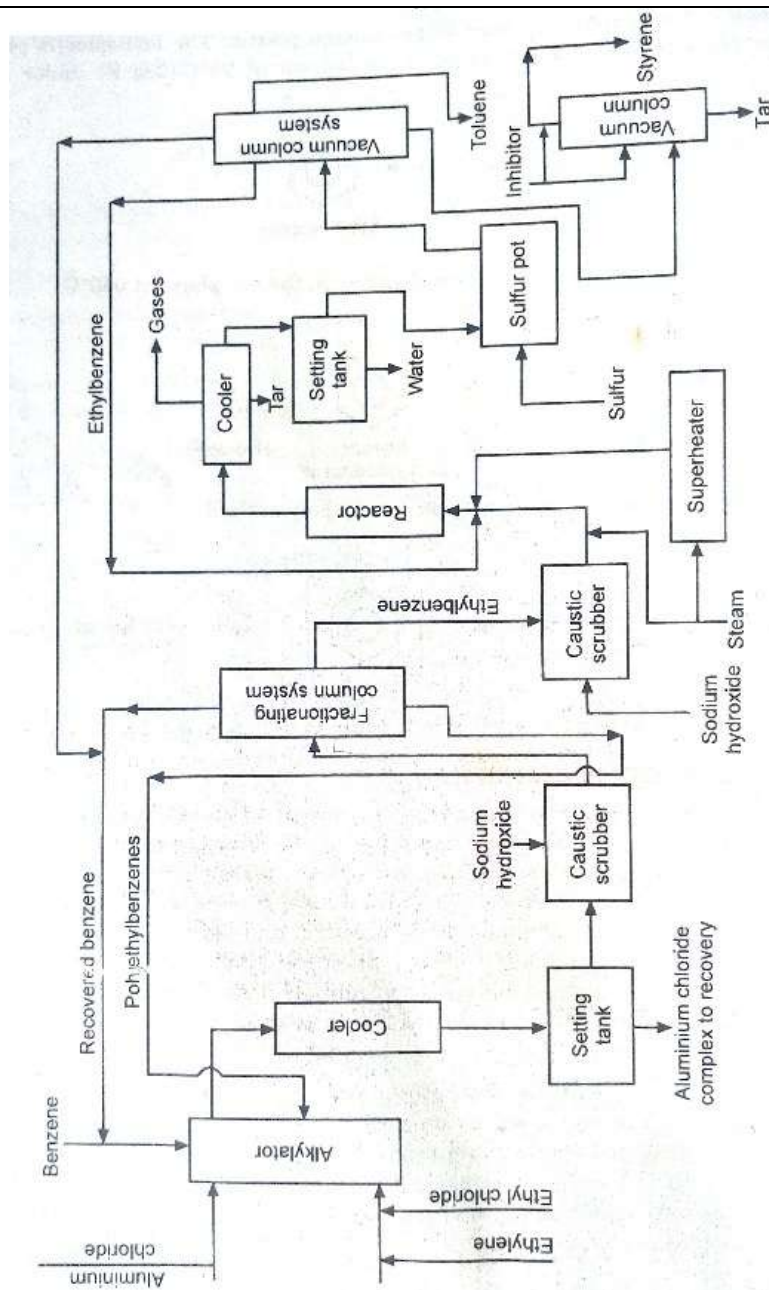 Benzene
Recovered benzene
Polyethylbenzenes
Aluminium
chloride
Alkylator
Ethylene
Ethyl chloride
Cooler
Setting
tank
Aluminium chloride
complex to recovery
Sodium
hydroxide
Caustic
scrubber
Fractionating
column system
Ethylbenzene
Caustic
scrubber
Sodium
hydroxide
Steam
Superheater
Reactor
Ethylbenzene
Cooler
Gases
Tar
Setting
tank
Water
Sulfur pot
Sulfur
Vacuum column
system
Toluene
Inhibitor
Vacuum
column
Styrene
Tar